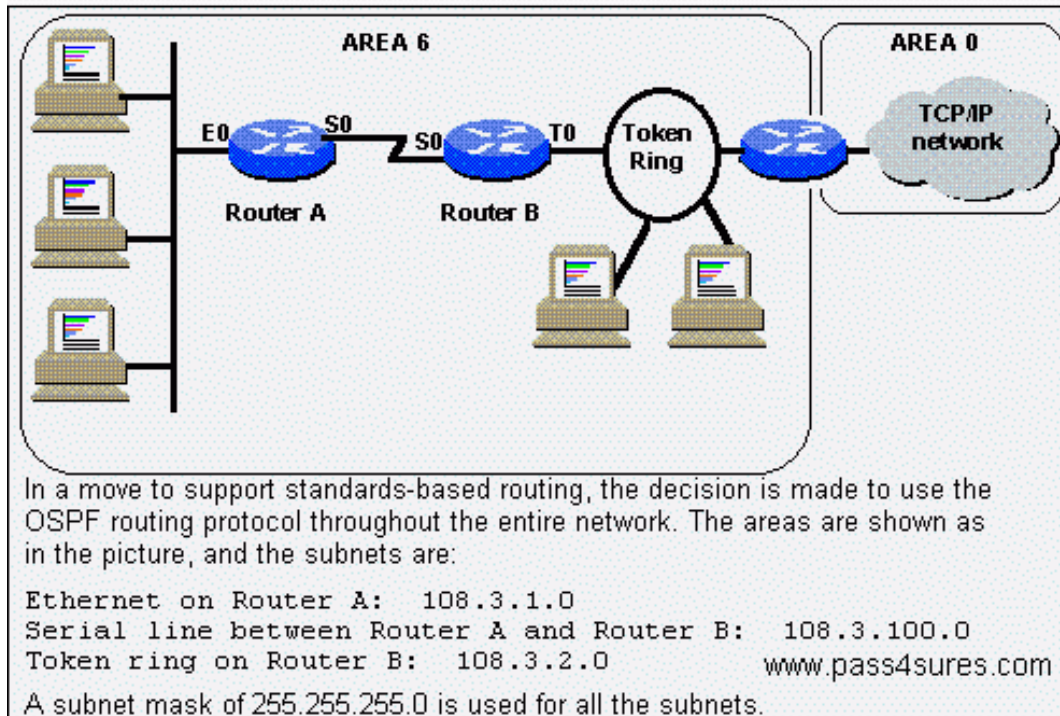 AREA 6
AREA 0
E0
S0
S0
T0
Token
Ring
TCP/IP
network
Router A
Router B
In a move to support standards-based routing, the decision is made to use the
OSPF routing protocol throughout the entire network. The areas are shown as
in the picture, and the subnets are:
Ethernet on Router A:  108.3.1.0
Serial line between Router A and Router B:  108.3.100.0
Token ring on Router B:  108.3.2.0
www.pass4sures.com
A subnet mask of 255.255.255.0 is used for all the subnets.